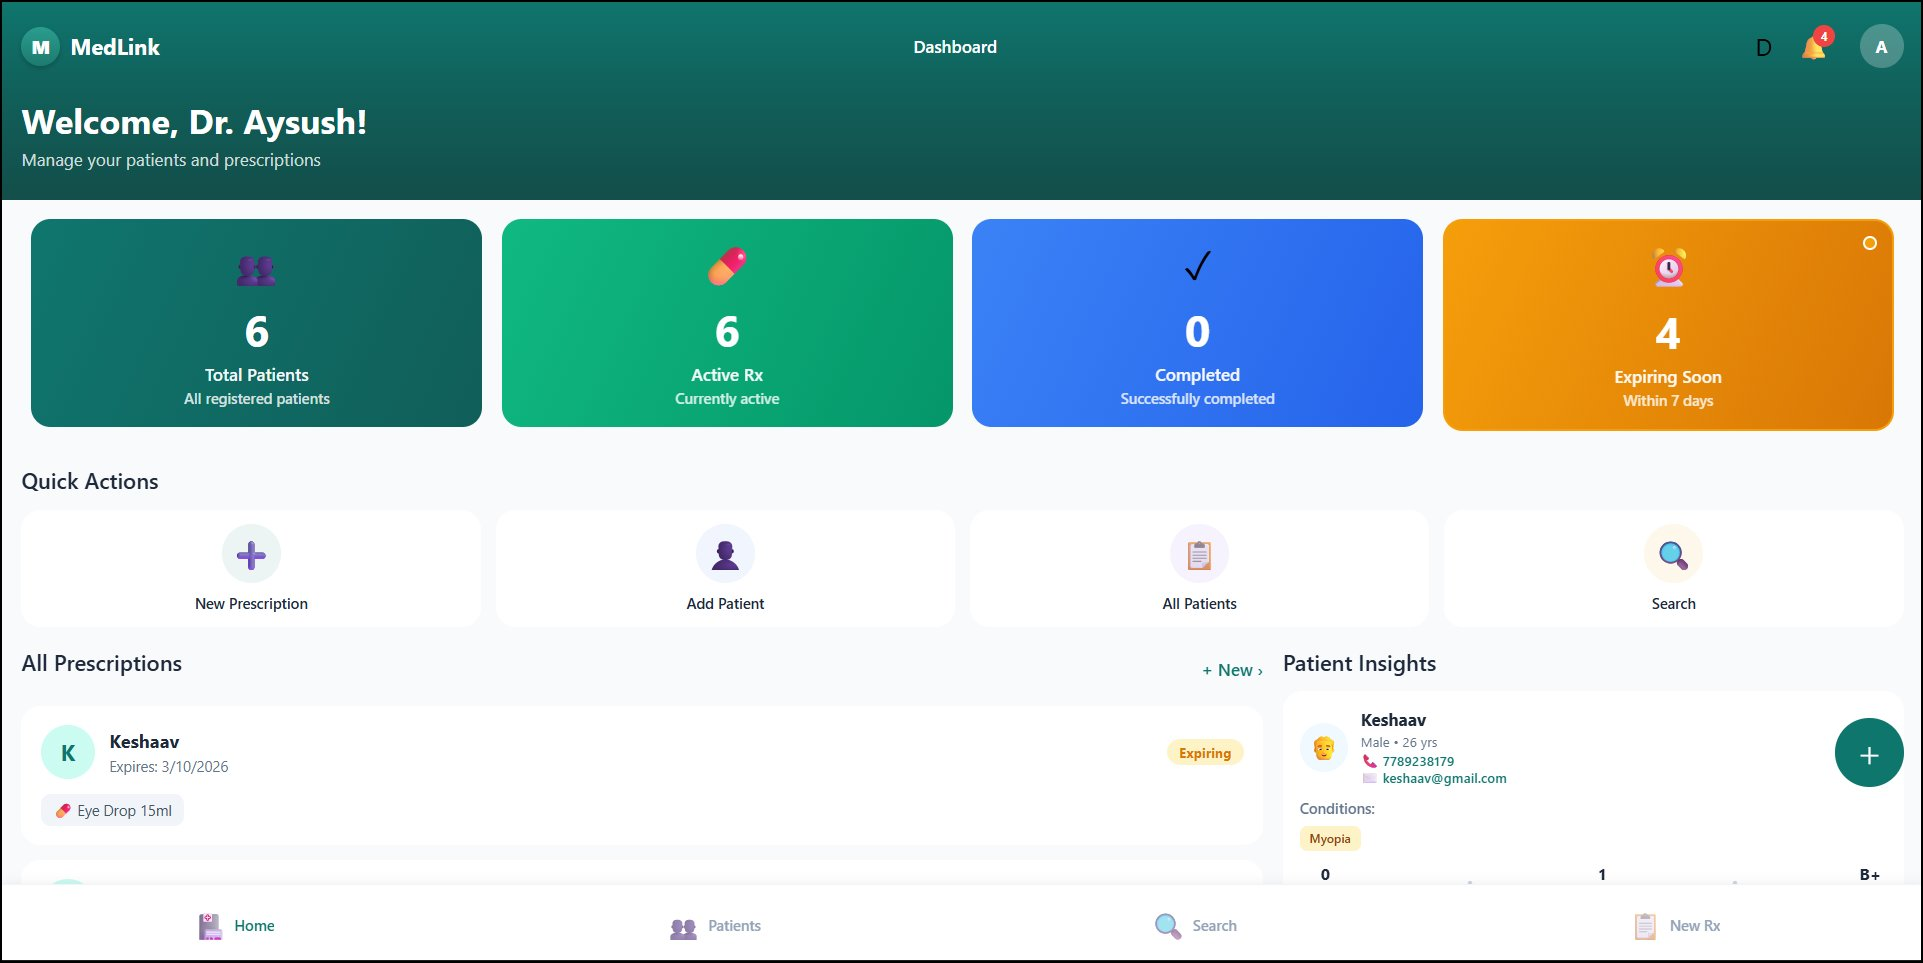 M MedLink
Dashboard
D
4
A
Welcome, Dr. Aysush!
Manage your patients and prescriptions
6
Total Patients
All registered patients
6
Active Rx
Currently active
0
Completed
Successfully completed
4
Expiring Soon
Within 7 days
Quick Actions
New Prescription
Add Patient
All Patients
Search
All Prescriptions
+ New ›
K
Keshaav
Expires: 3/10/2026
Expiring
Eye Drop 15ml
Patient Insights
Keshaav
Male • 26 yrs
7789238179
keshaav@gmail.com
+
Conditions:
Myopia
0
1
B+
Home
Patients
Search
New Rx